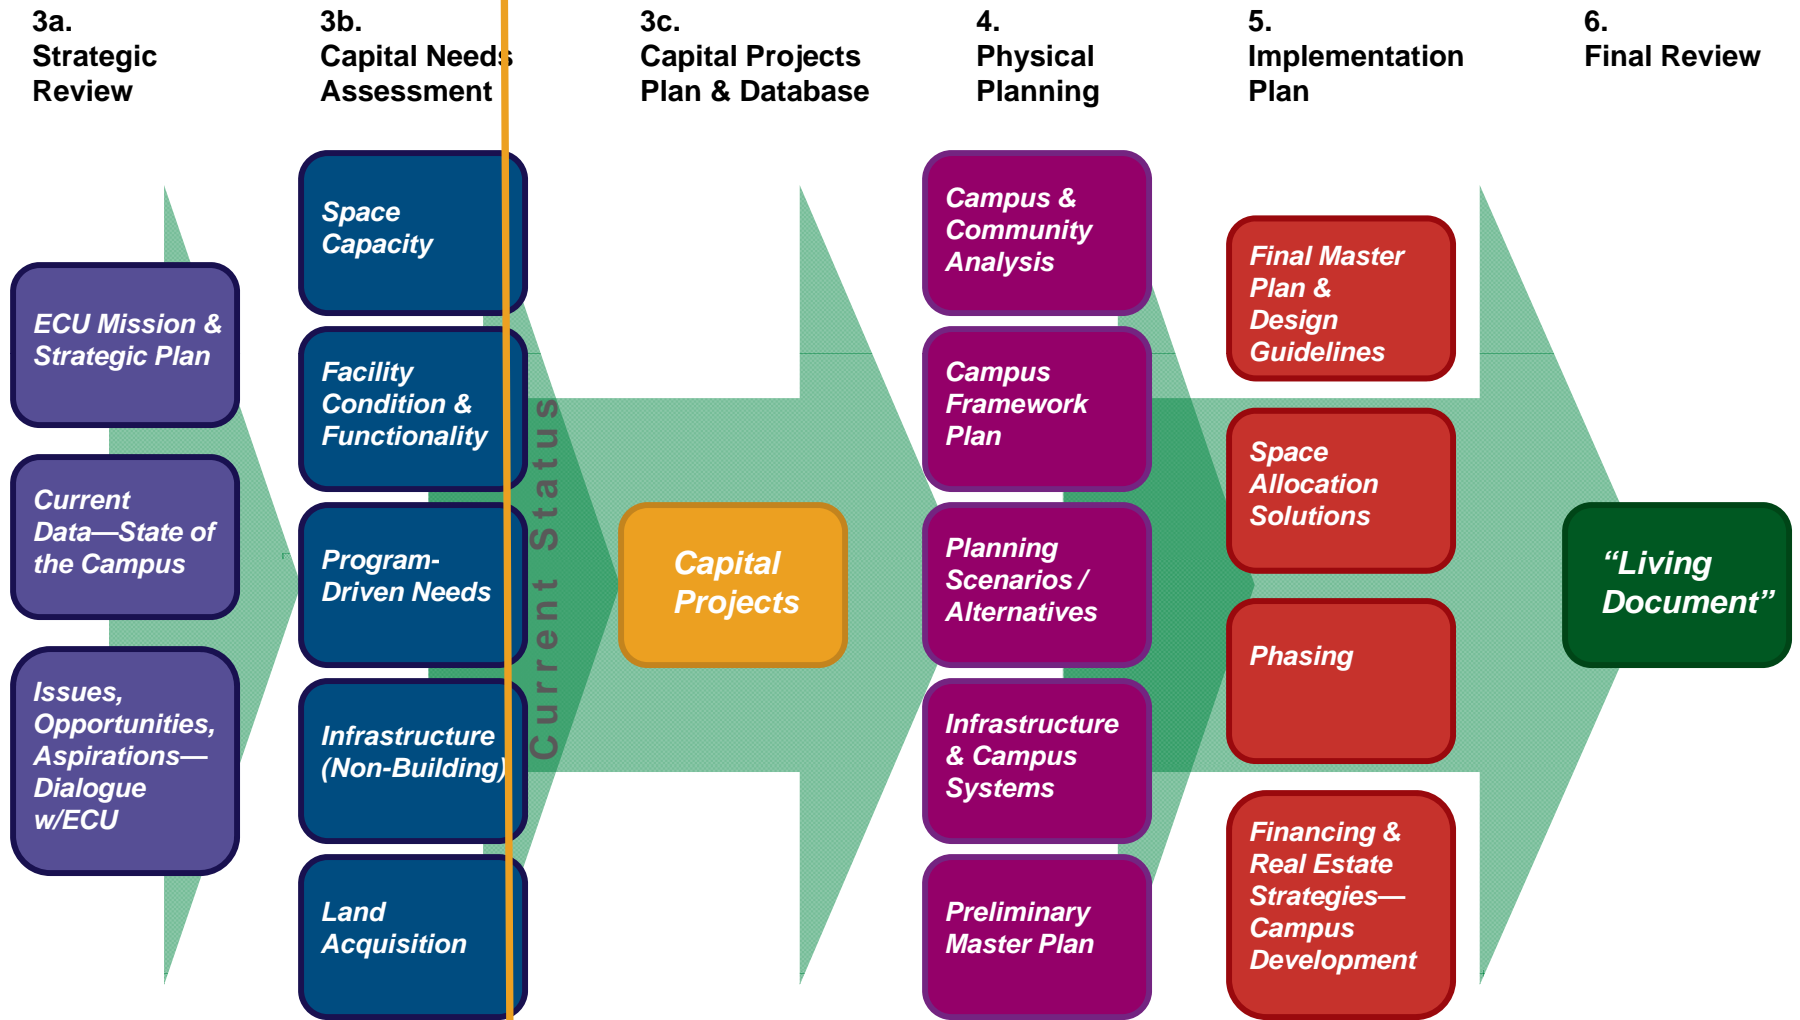 3a.
Strategic
Review
3b.
Capital Needs
Assessment
3c.
Capital Projects
Plan & Database
4.
Physical
Planning
5.
Implementation
Plan
6.
Final Review
ECU Mission &
Strategic Plan
Current
Data—State of
the Campus
Issues,
Opportunities,
Aspirations—
Dialogue
w/ECU
Space
Capacity
Facility
Condition &
Functionality
Program-
Driven Needs
Infrastructure
(Non-Building)
Land
Acquisition
Current Status
Capital
Projects
Campus &
Community
Analysis
Campus
Framework
Plan
Planning
Scenarios /
Alternatives
Infrastructure
& Campus
Systems
Preliminary
Master Plan
Final Master
Plan &
Design
Guidelines
Space
Allocation
Solutions
Phasing
Financing &
Real Estate
Strategies—
Campus
Development
“Living
Document”